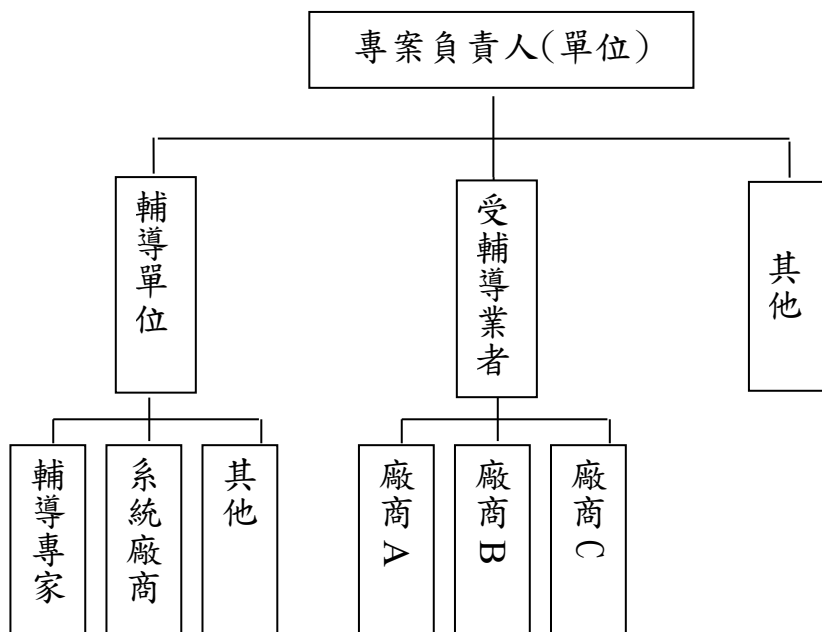 專案負責人(單位)
輔導單位
受輔導業者
其他
輔導專家
系統廠商
其他
廠商A
廠商B
廠商C